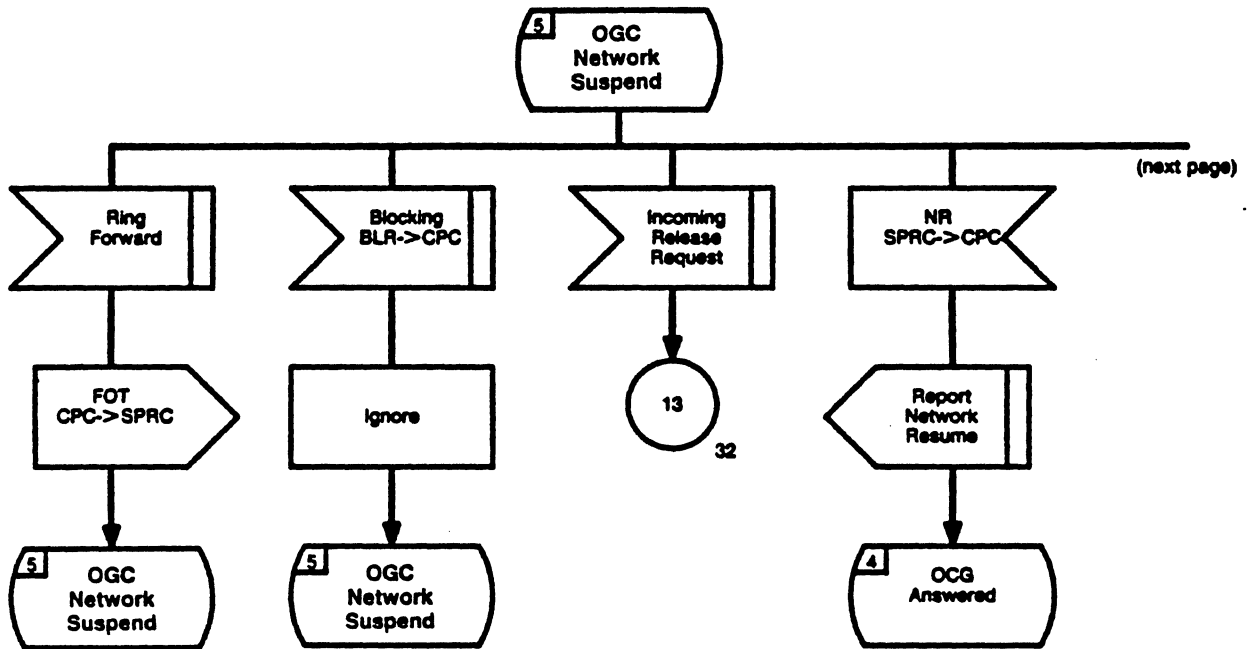 5
OGC
Network
Suspend
(next page)
Ring
Forward
Blocking
BLR->CPC
Incoming
Release
Request
NR
SPRC->CPC
FOT
CPC->SPRC
Ignore
13
32
Report
Network
Resume
5
OGC
Network
Suspend
5
OGC
Network
Suspend
4
OCG
Answered